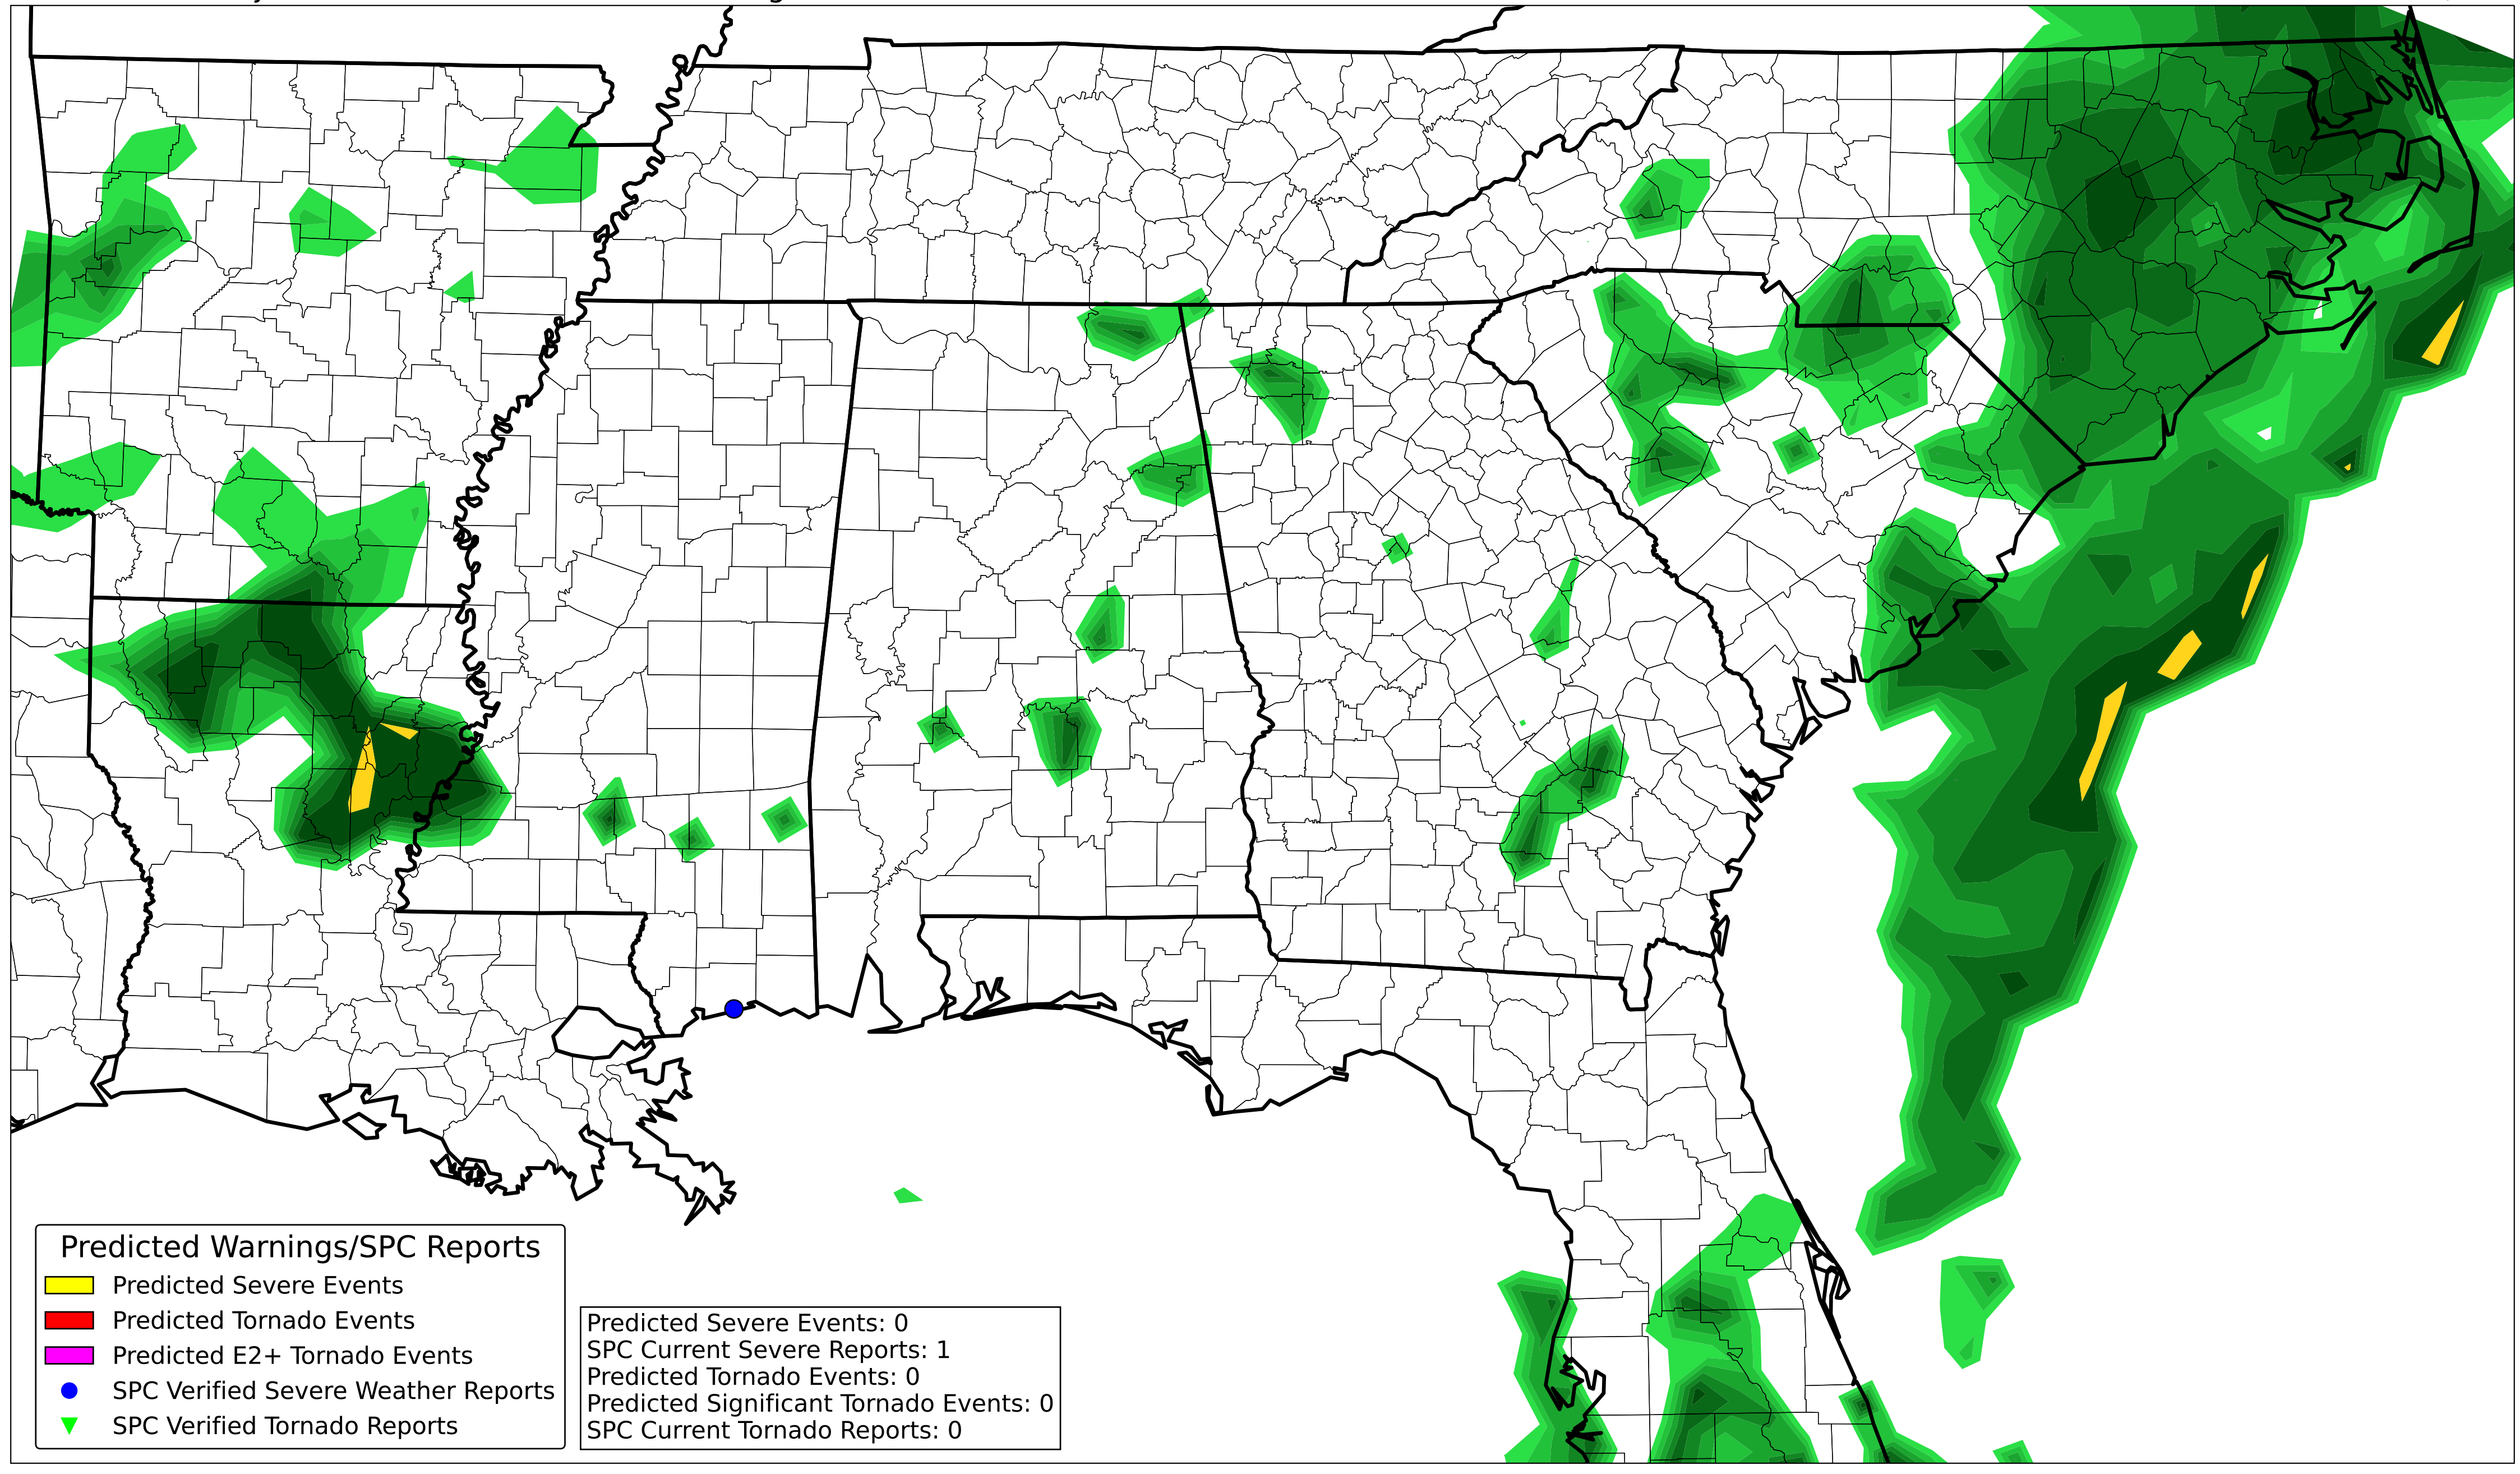 Predicted Warnings/SPC Reports
Predicted Severe Events
Predicted Tornado Events
Predicted E2+ Tornado Events
SPC Verified Severe Weather Reports
SPC Verified Tornado Reports
Predicted Severe Events: 0
SPC Current Severe Reports: 1
Predicted Tornado Events: 0
Predicted Significant Tornado Events: 0
SPC Current Tornado Reports: 0